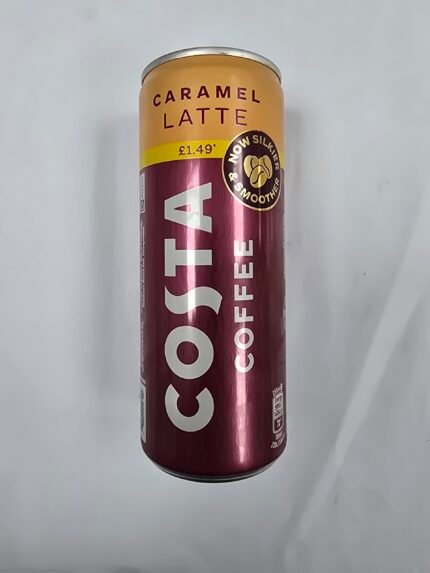 CARAMEL
LATTE
£1.49*
NOW SILKIER
& SMOOTHER
COSTA
COFFEE